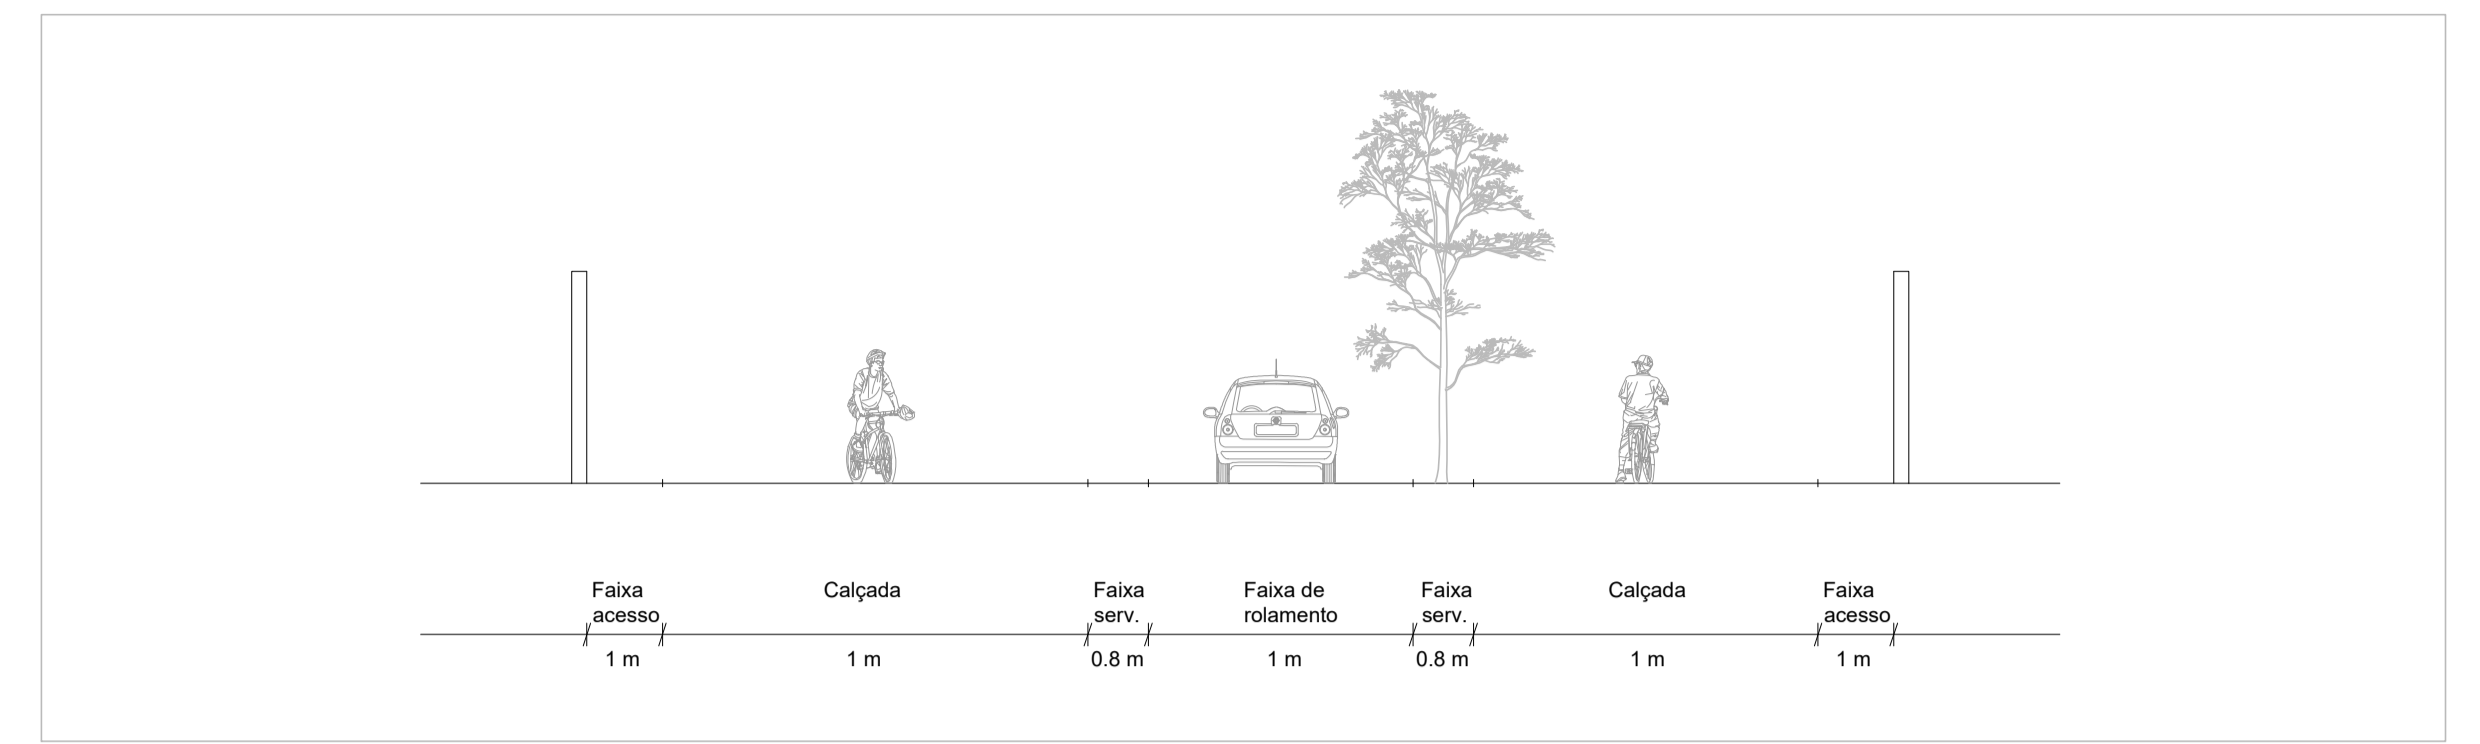 Faixa
acesso
Calçada
Faixa
serv.
Faixa de
rolamento
Faixa
serv.
Calçada
Faixa
acesso
1 m
1 m
0.8 m
1 m
0.8 m
1 m
1 m